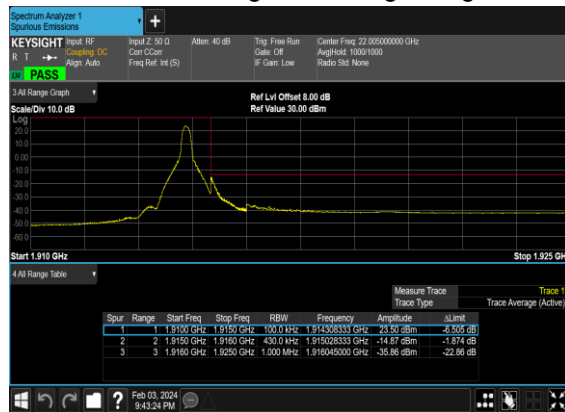 Spectrum Analyzer 1
Spurious Emissions
KEYSIGHT Input: RF Input Z: 50 Ω Atten: 40 dB Trig: Free Run Center Freq: 22.005000000 GHz
R T Coupling: DC Corr CCorr Gate: Off Avg|Hold: 1000/1000
Align: Auto Freq Ref: Int (S) IF Gain: Low Radio Std: None
LXI PASS
3 All Range Graph
Ref Lvl Offset 8.00 dB
Scale/Div 10.0 dB Ref Value 30.00 dBm
Log
20.0
10.0
0.00
-10.0
-20.0
-30.0
-40.0
-50.0
-60.0
Start 1.910 GHz Stop 1.925 GH
4 All Range Table
Measure Trace Trace 1
Trace Type Trace Average (Active)
Spur Range Start Freq Stop Freq RBW Frequency Amplitude ΔLimit
1 1 1.9100 GHz 1.9150 GHz 100.0 kHz 1.914308333 GHz 23.50 dBm -6.505 dB
2 2 1.9150 GHz 1.9160 GHz 430.0 kHz 1.915028333 GHz -14.87 dBm -1.874 dB
3 3 1.9160 GHz 1.9250 GHz 1.000 MHz 1.916045000 GHz -35.86 dBm -22.86 dB
Feb 03, 2024
9:43:24 PM